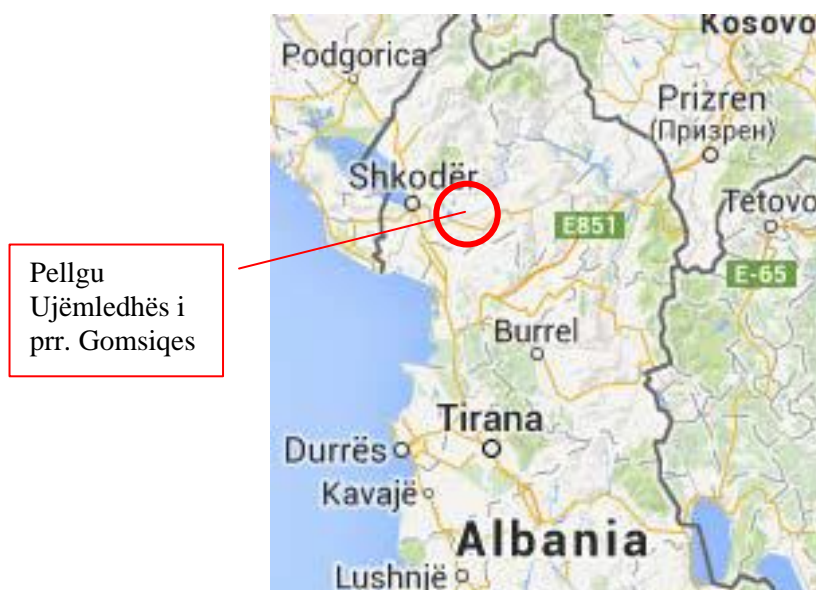 Kosovo
Podgorica
Prizren
(Призрен)
Shkodër
Tetovo
E851
E-65
Pellgu
Ujëmledhës i
prr. Gomsiqes
Burrel
Tirana
Durrës
Kavajë
Albania
Lushnjë